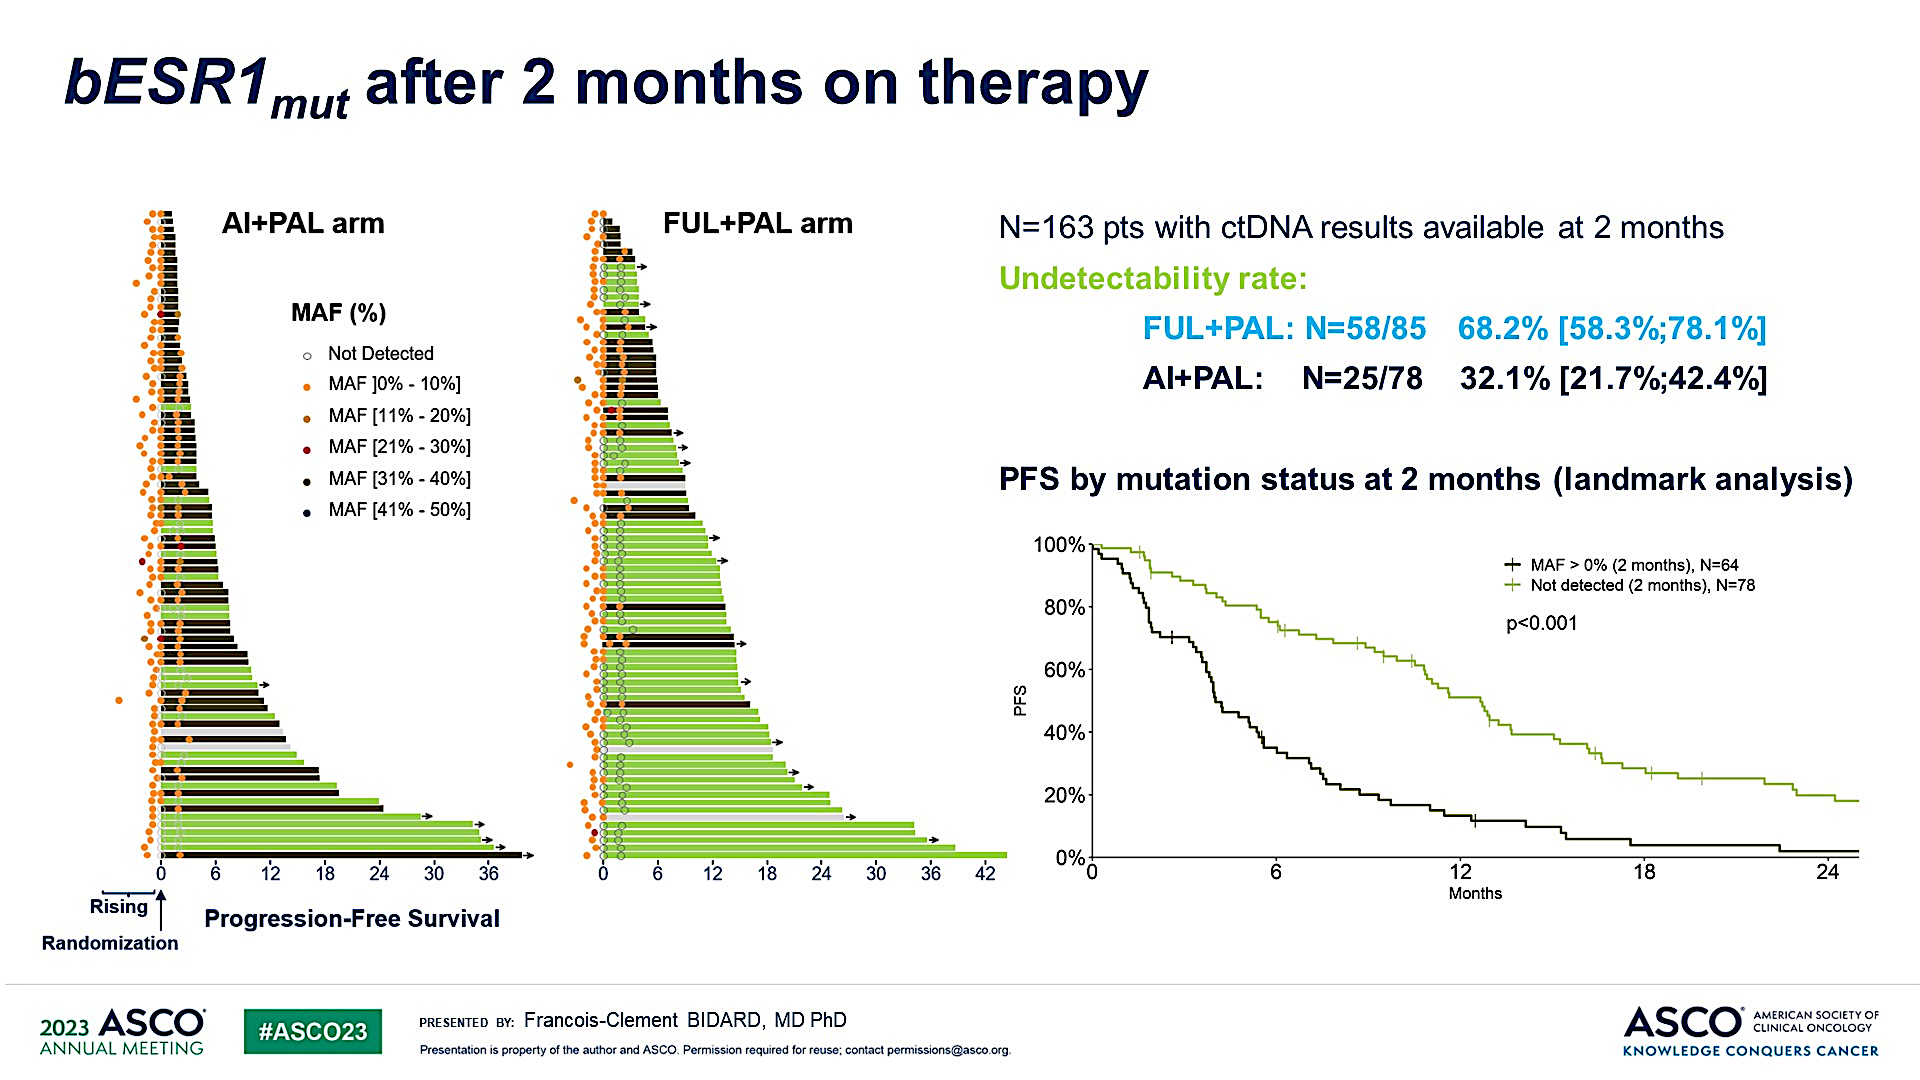 bESR1mut after 2 months on therapy
AI+PAL arm
MAF (%)
Not Detected
MAF ]0% - 10%]
MAF [11% - 20%]
MAF [21% - 30%]
MAF [31% - 40%]
MAF [41% - 50%]
0 6 12 18 24 30 36
Rising
Randomization
Progression-Free Survival
FUL+PAL arm
0 6 12 18 24 30 36 42
N=163 pts with ctDNA results available at 2 months
Undetectability rate:
FUL+PAL: N=58/85 68.2% [58.3%;78.1%]
AI+PAL: N=25/78 32.1% [21.7%;42.4%]
PFS by mutation status at 2 months (landmark analysis)
100%
80%
60%
40%
20%
0%
PFS
MAF > 0% (2 months), N=64
Not detected (2 months), N=78
p<0.001
0 6 12 18 24
Months
2023 ASCO
ANNUAL MEETING
#ASCO23
PRESENTED BY: Francois-Clement BIDARD, MD PhD
Presentation is property of the author and ASCO. Permission required for reuse; contact permissions@asco.org.
ASCO AMERICAN SOCIETY OF
CLINICAL ONCOLOGY
KNOWLEDGE CONQUERS CANCER